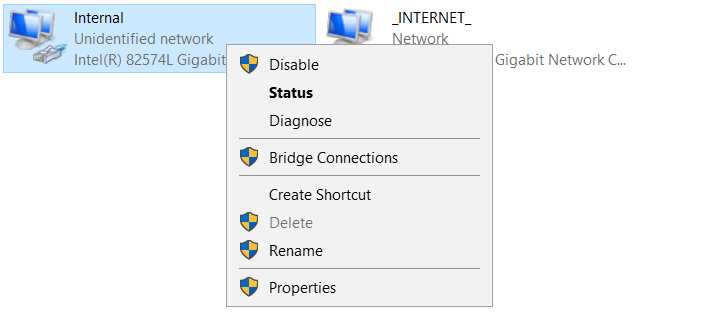 Internal
Unidentified network
Intel(R) 82574L Gigabit
_INTERNET_
Network
Gigabit Network C...
Disable
Status
Diagnose
Bridge Connections
Create Shortcut
Delete
Rename
Properties